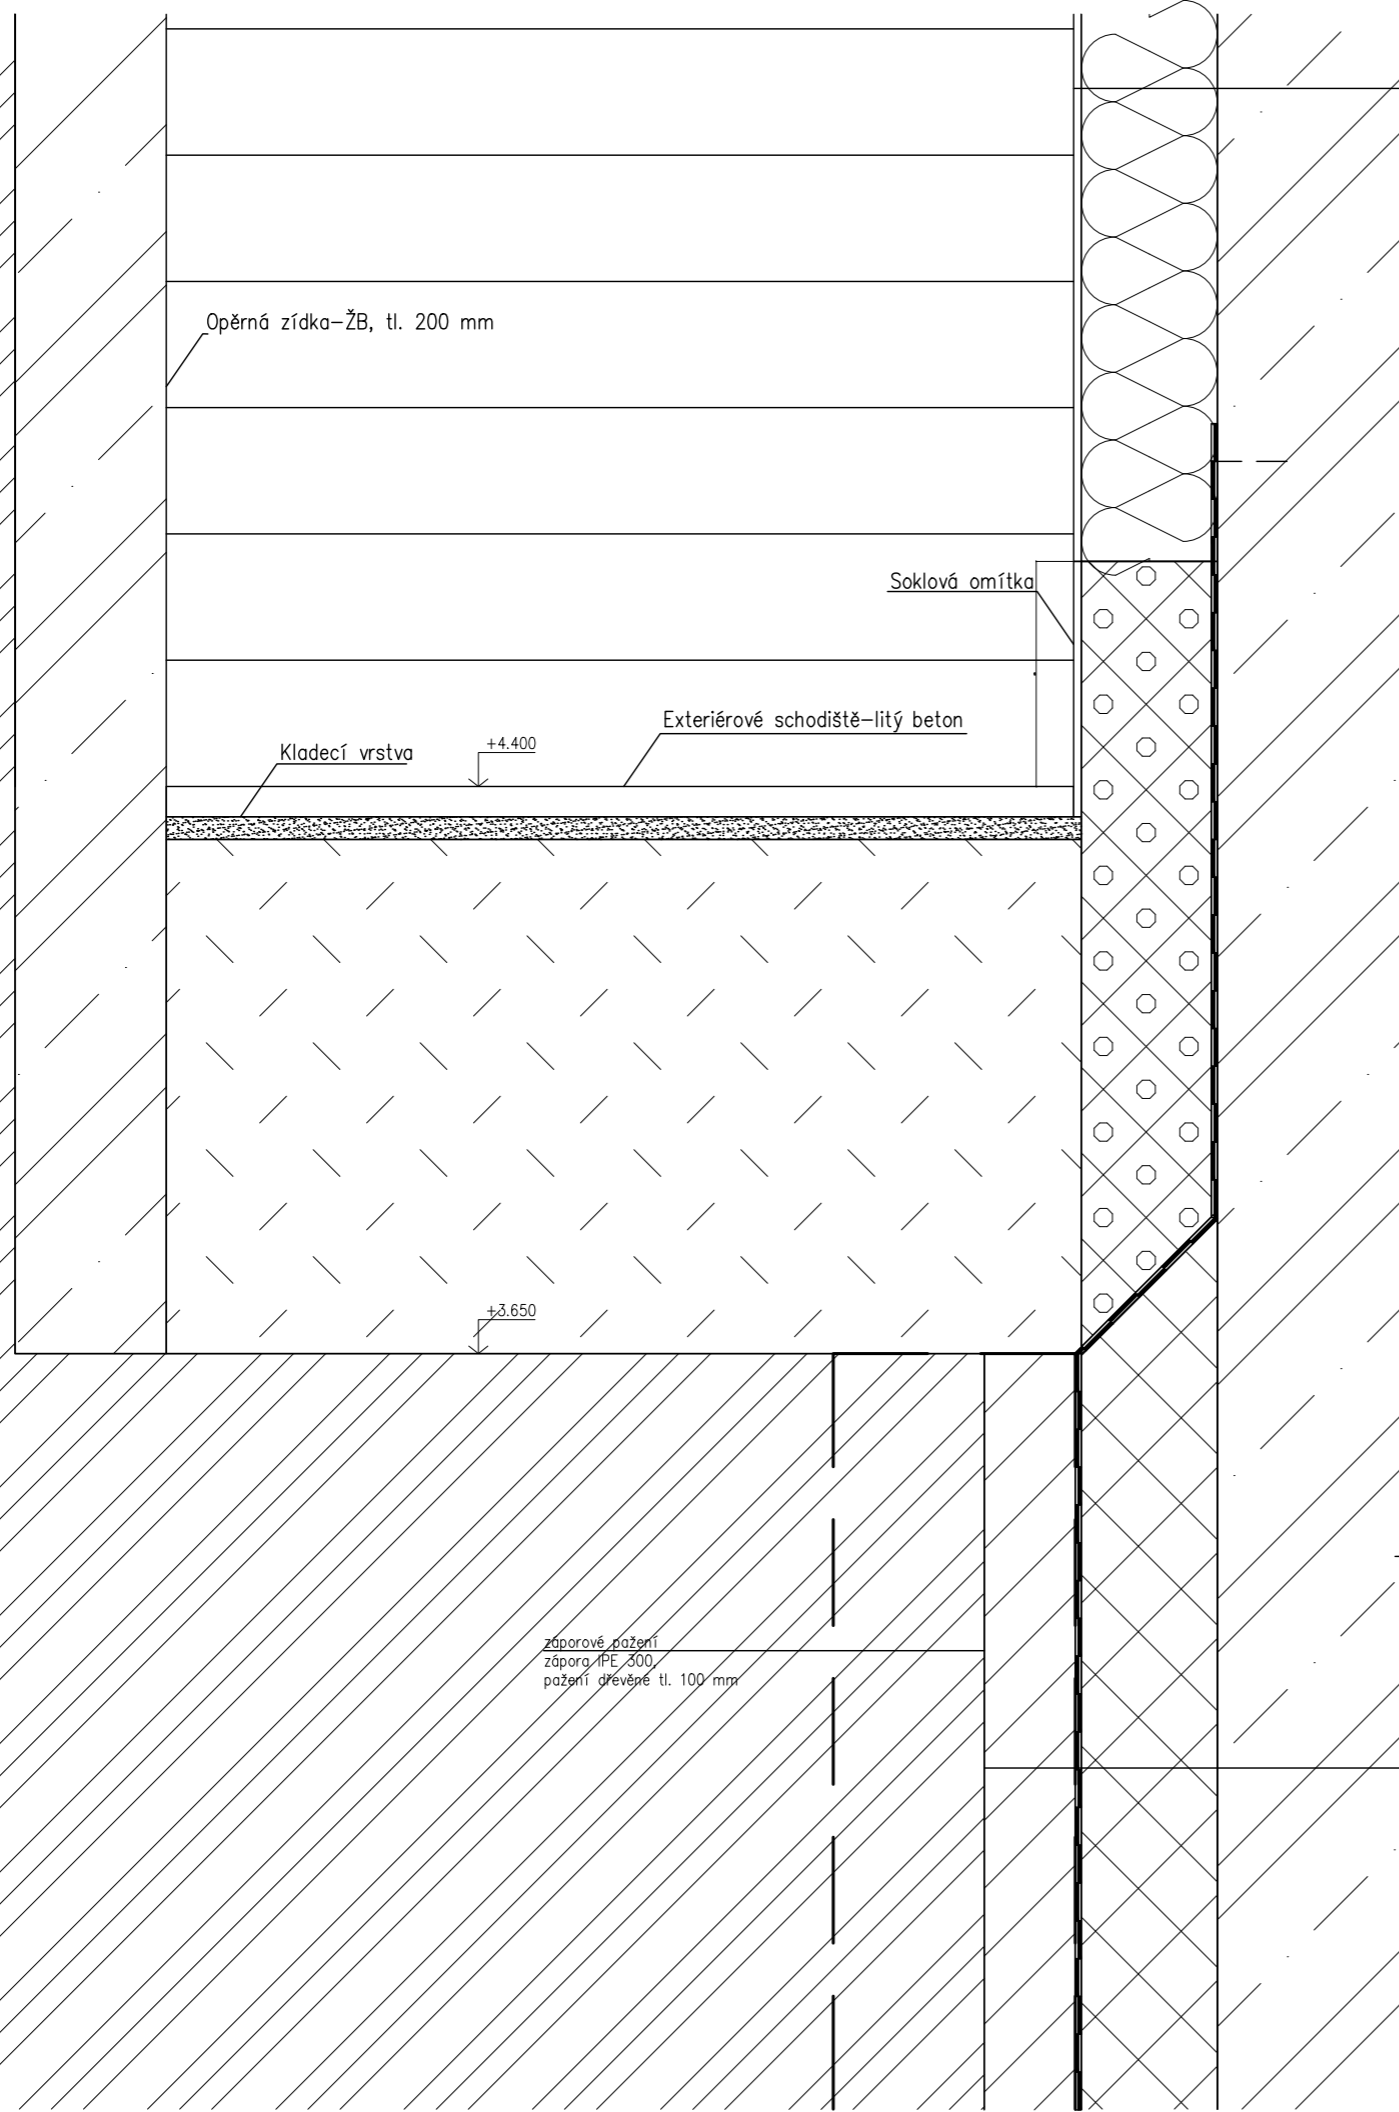 Opěrná zídka-ŽB, tl. 200 mm
Soklová omítka
Exteriérové schodiště-litý beton
Kladecí vrstva
+4.400
+3.650
záporové pažení
zápora IPE 300,
pažení dřevěné tl. 100 mm